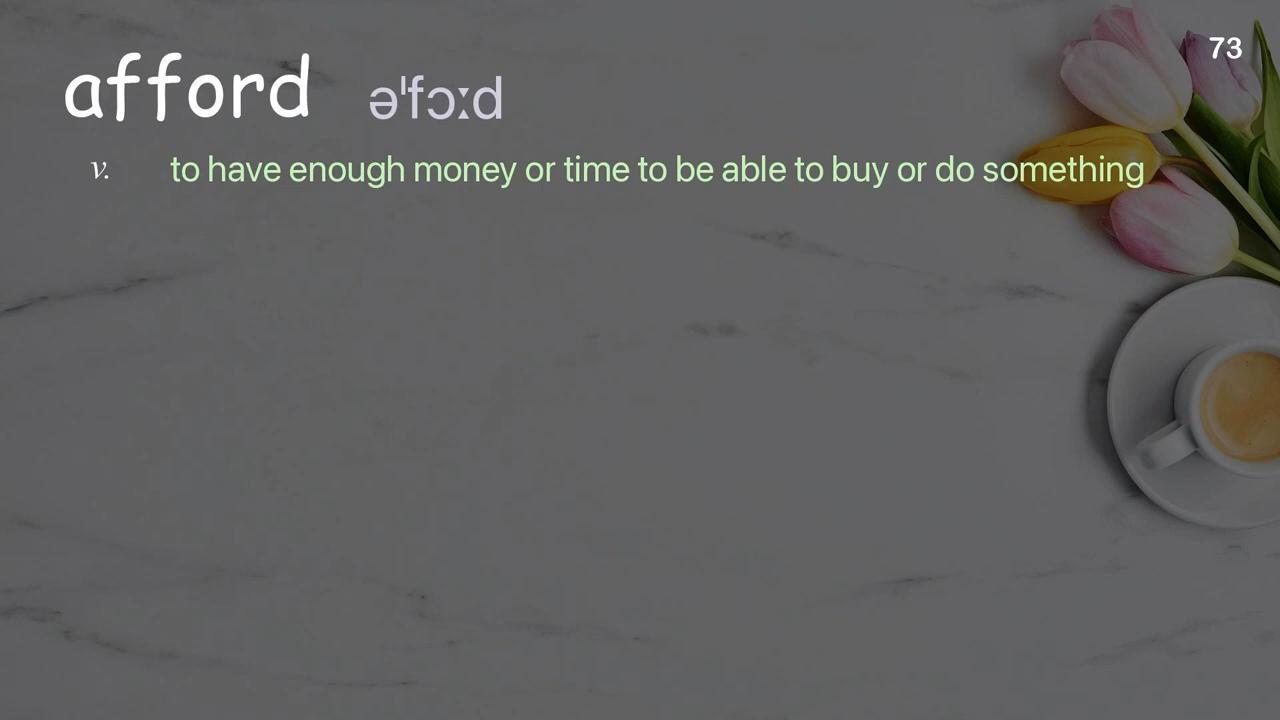 73
afford əˈfɔːd
v. to have enough money or time to be able to buy or do something